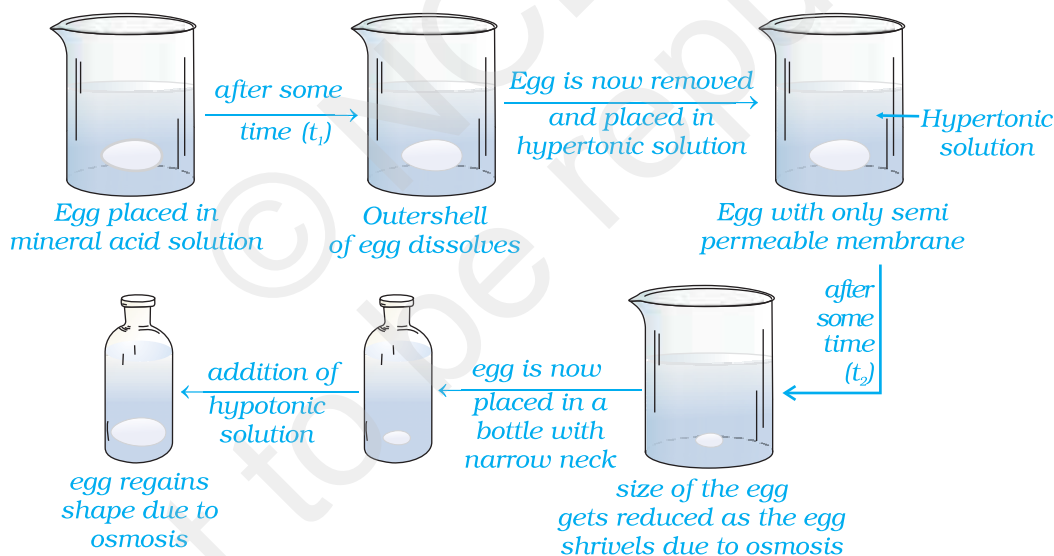 after some
time (t₁)
Egg is now removed
and placed in
hypertonic solution
Hypertonic
solution
Egg placed in
mineral acid solution
Outershell
of egg dissolves
Egg with only semi
permeable membrane
after
some
time
(t₂)
egg is now
placed in a
bottle with
narrow neck
addition of
hypotonic
solution
egg regains
shape due to
osmosis
size of the egg
gets reduced as the egg
shrivels due to osmosis